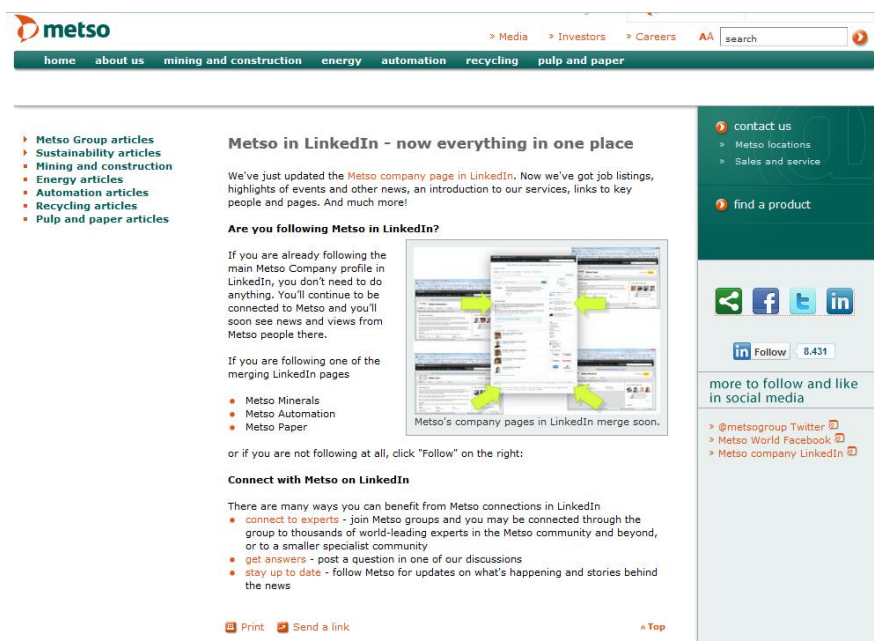 metso
» Media » Investors » Careers AA search
home about us mining and construction energy automation recycling pulp and paper
Metso Group articles
Sustainability articles
Mining and construction
Energy articles
Automation articles
Recycling articles
Pulp and paper articles
Metso in LinkedIn - now everything in one place
We've just updated the Metso company page in LinkedIn. Now we've got job listings,
highlights of events and other news, an introduction to our services, links to key
people and pages. And much more!
Are you following Metso in LinkedIn?
If you are already following the
main Metso Company profile in
LinkedIn, you don't need to do
anything. You'll continue to be
connected to Metso and you'll
soon see news and views from
Metso people there.
If you are following one of the
merging LinkedIn pages
Metso Minerals
Metso Automation
Metso Paper
Metso's company pages in LinkedIn merge soon.
or if you are not following at all, click "Follow" on the right:
Connect with Metso on LinkedIn
There are many ways you can benefit from Metso connections in LinkedIn
connect to experts - join Metso groups and you may be connected through the
group to thousands of world-leading experts in the Metso community and beyond,
or to a smaller specialist community
get answers - post a question in one of our discussions
stay up to date - follow Metso for updates on what's happening and stories behind
the news
Print Send a link Top
contact us
» Metso locations
» Sales and service
find a product
f t in
in Follow 8.431
more to follow and like
in social media
» @metsogroup Twitter
» Metso World Facebook
» Metso company LinkedIn